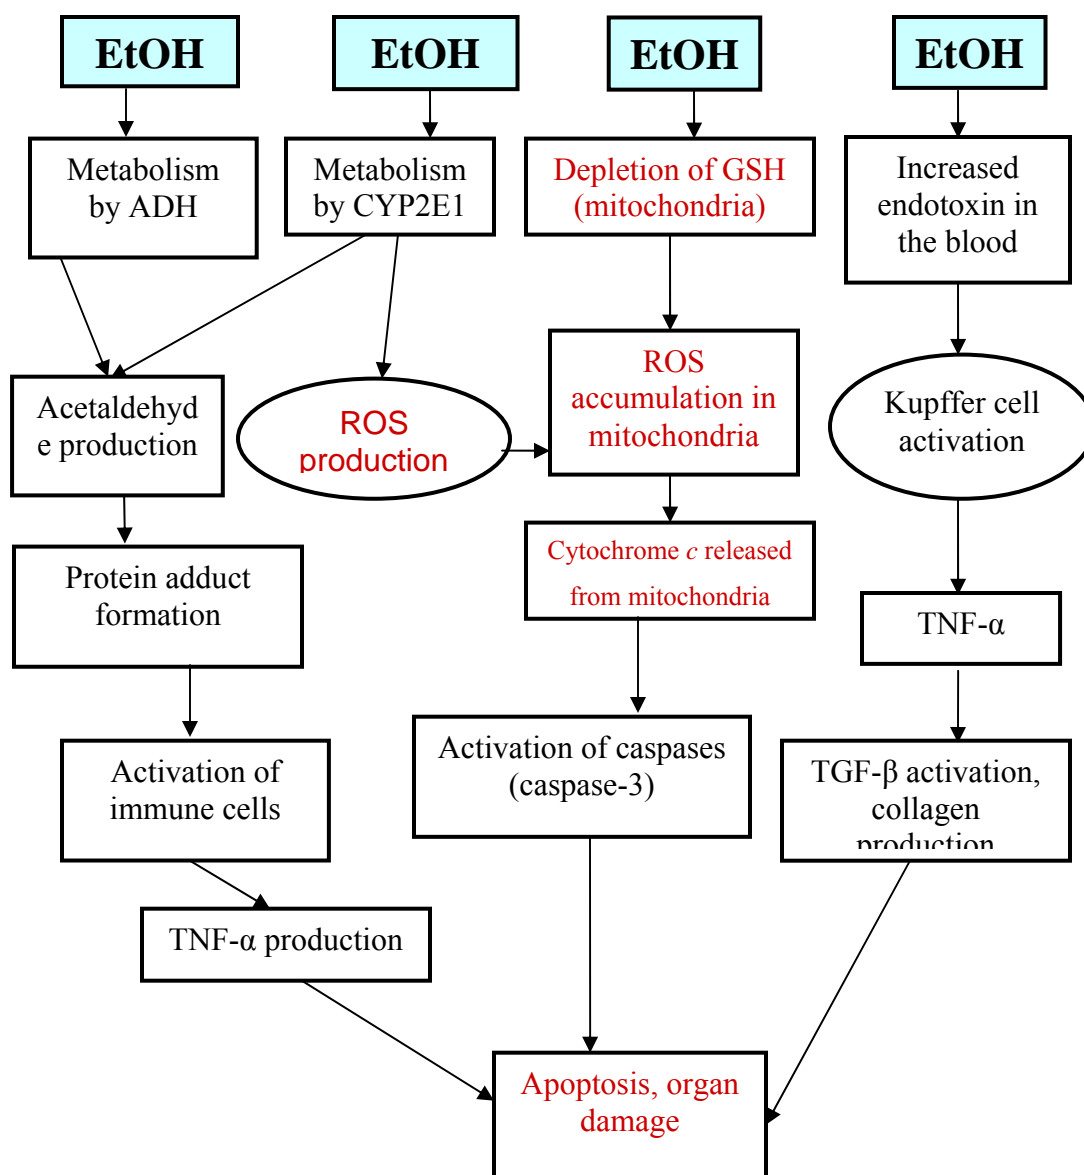 EtOH
EtOH
EtOH
EtOH
Metabolism
by ADH
Metabolism
by CYP2E1
Depletion of GSH
(mitochondria)
Increased
endotoxin in
the blood
Acetaldehyd
e production
ROS
production
ROS
accumulation in
mitochondria
Kupffer cell
activation
Protein adduct
formation
Cytochrome c released
from mitochondria
TNF-α
Activation of
immune cells
Activation of caspases
(caspase-3)
TGF-β activation,
collagen
production
TNF-α production
Apoptosis, organ
damage